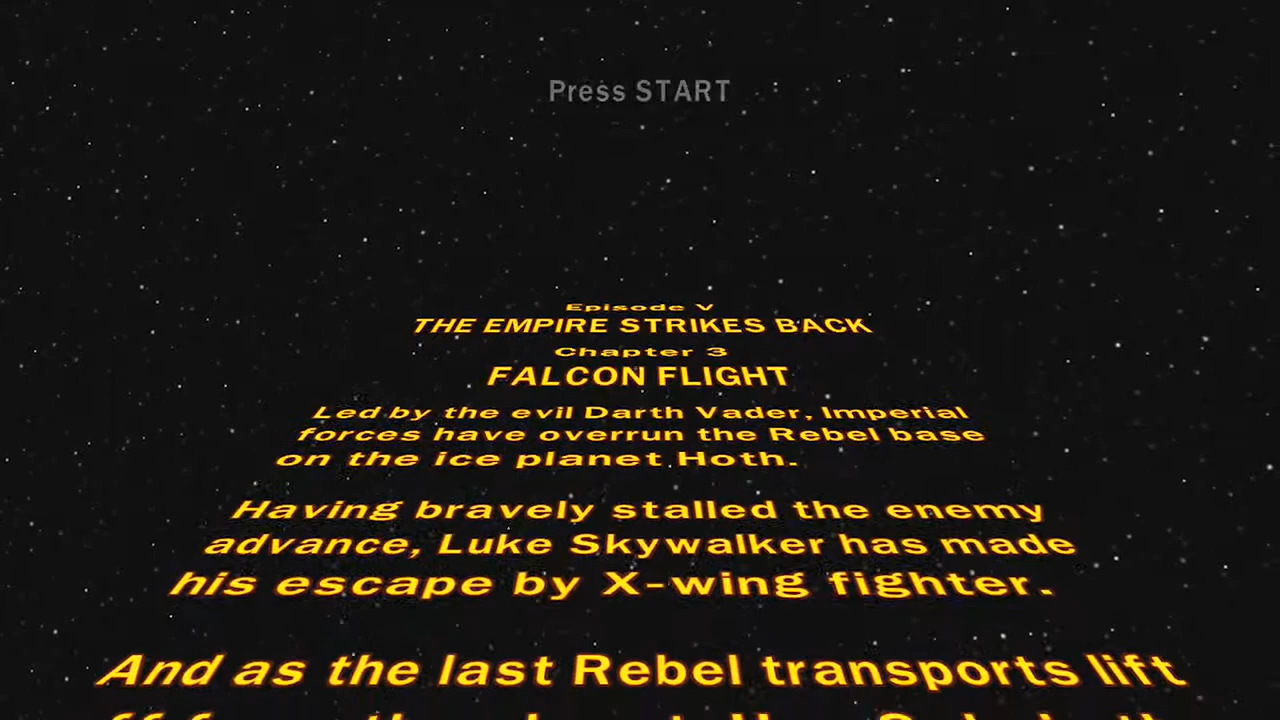 Press START
Episode V
THE EMPIRE STRIKES BACK
Chapter 3
FALCON FLIGHT
Led by the evil Darth Vader, Imperial
forces have overrun the Rebel base
on the ice planet Hoth.
Having bravely stalled the enemy
advance, Luke Skywalker has made
his escape by X-wing fighter.
And as the last Rebel transports lift